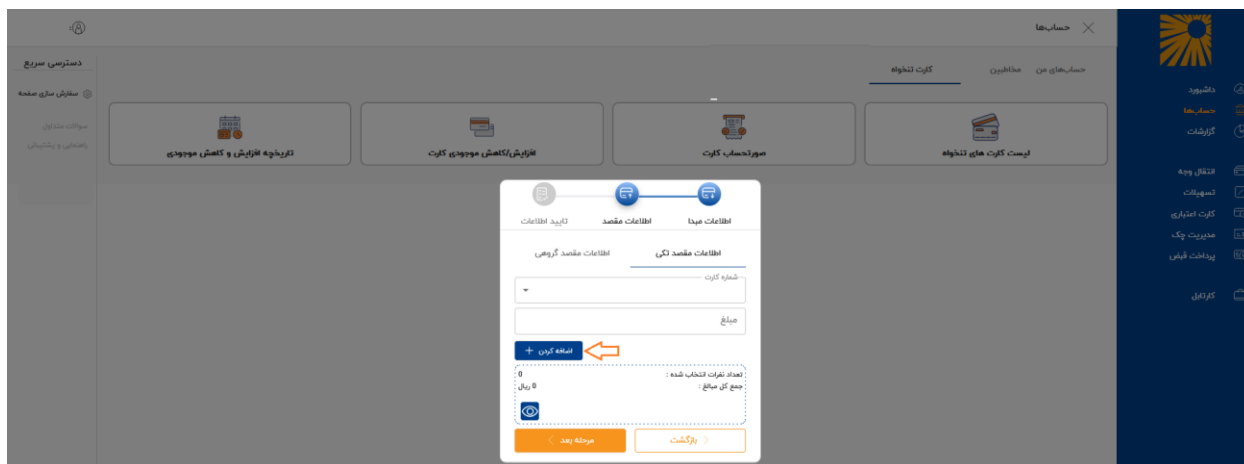 حساب‌ها
حساب‌های من
مخاطبین
کارت تنخواه
لیست کارت های تنخواه
صورتحساب کارت
افزایش/کاهش موجودی کارت
تاریخچه افزایش و کاهش موجودی
داشبورد
حساب‌ها
گزارشات
انتقال وجه
تسهیلات
کارت اعتباری
مدیریت چک
پرداخت قبض
کارتابل
اطلاعات مبدا
اطلاعات مقصد
تایید اطلاعات
اطلاعات مقصد تکی
اطلاعات مقصد گروهی
شماره کارت
مبلغ
اضافه کردن +
تعداد نفرات انتخاب شده : 0
جمع کل مبالغ : 0 ریال
بازگشت
مرحله بعد
دسترسی سریع
سفارش سازی صفحه
سوالات متداول
راهنمایی و پشتیبانی